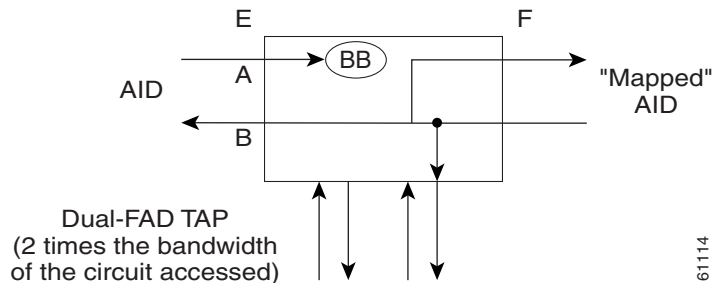 E
F
BB
A
AID
"Mapped"
AID
B
Dual-FAD TAP
(2 times the bandwidth
of the circuit accessed)
61114